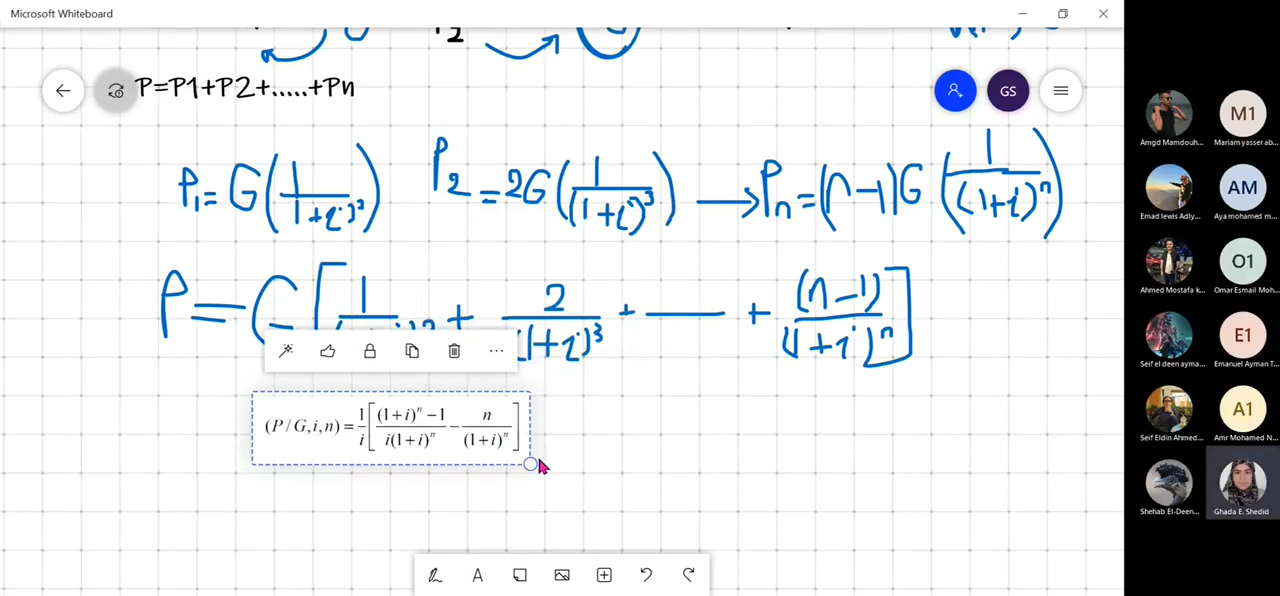 Microsoft Whiteboard
P=P1+P2+.....+Pn
GS
P₁ = G(1/(1+i)²) P₂ = 2G(1/(1+i)³) → Pₙ = (n-1)G(1/(1+i)ⁿ)
P = G[1/(1+i)² + 2/(1+i)³ + — + (n-1)/(1+i)ⁿ]
(P/G,i,n) = 1/i[((1+i)ⁿ-1)/(i(1+i)ⁿ) - n/(1+i)ⁿ]
A
M1
Amgd Mamdouh...
Mariam yasser ab...
AM
Emad lewis Adly...
Aya mohamed m...
O1
Ahmed Mostafa k...
Omar Esmail Moh...
E1
Seif el deen ayma...
Emanuel Ayman T...
A1
Seif Eldin Ahmed...
Amr Mohamed N...
Shehab El-Deen...
Ghada E. Shedid